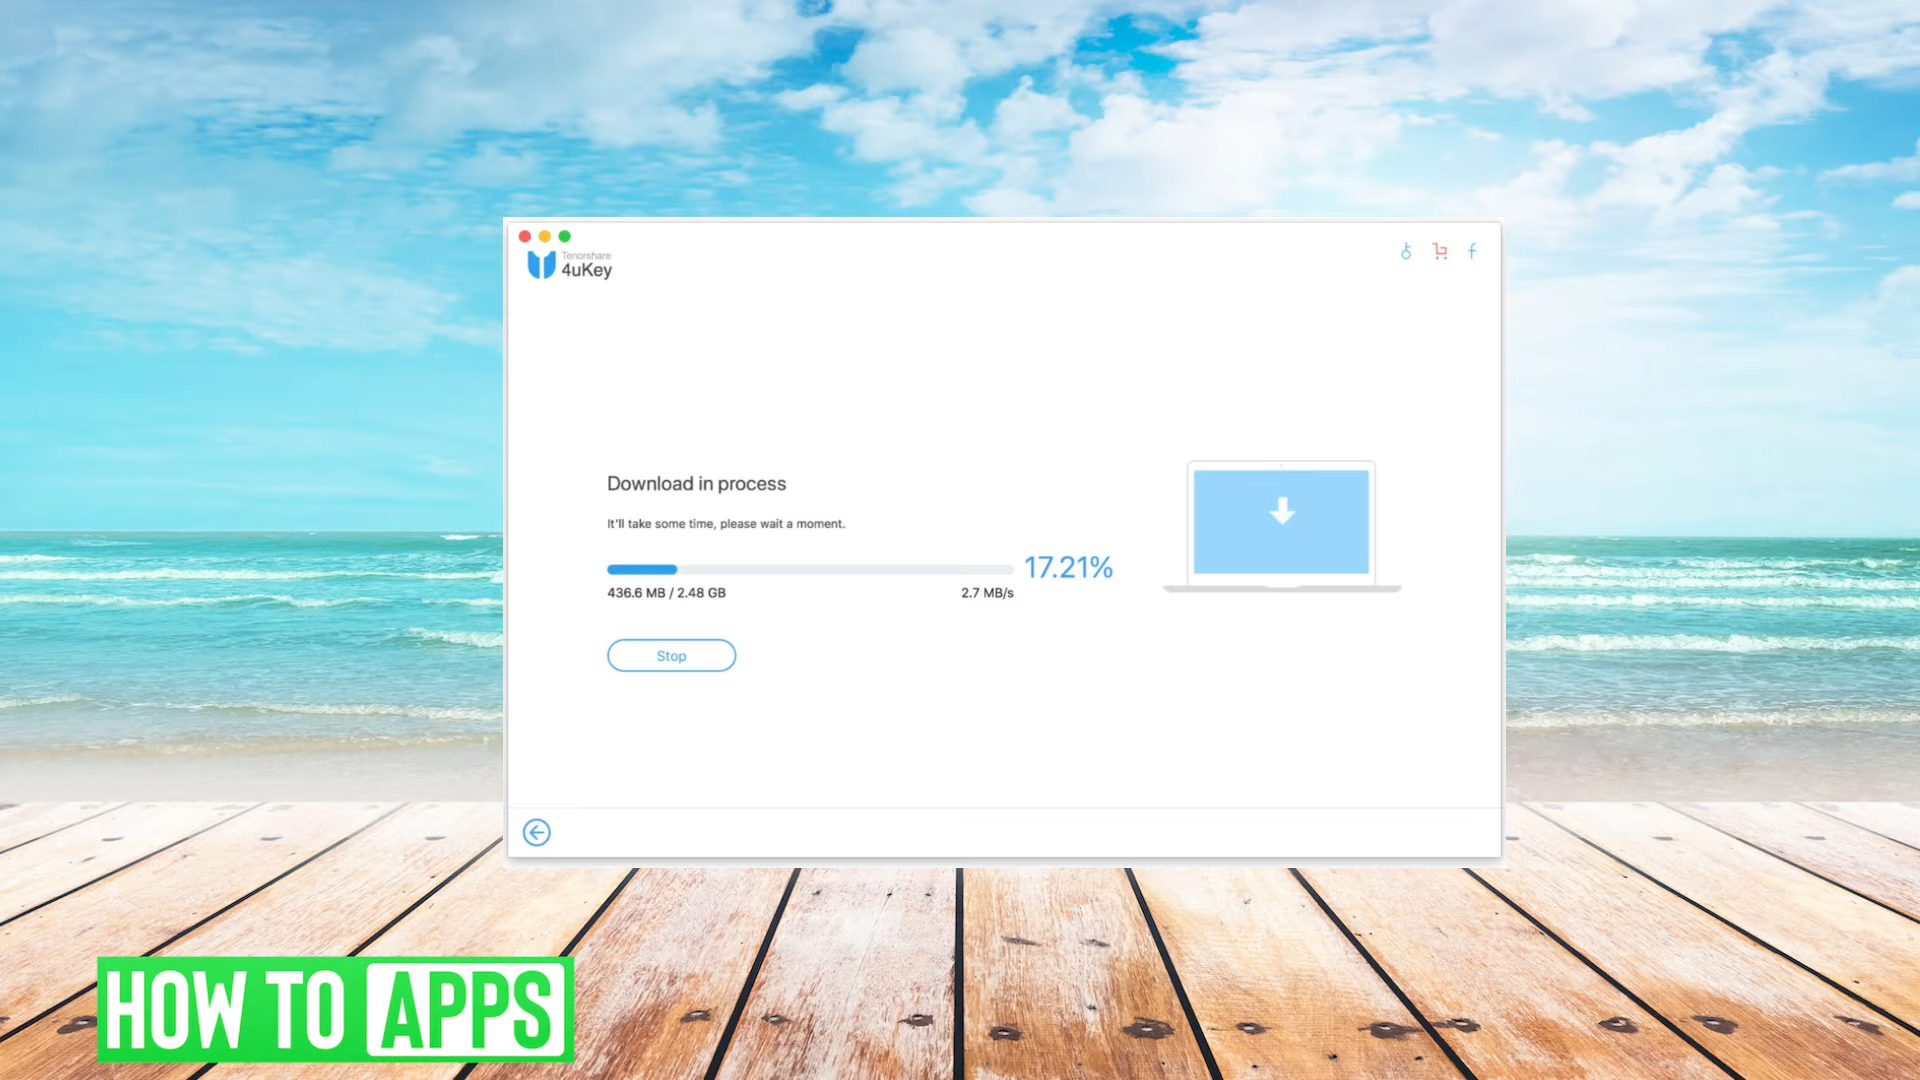 Tenorshare
4uKey
Download in process
It'll take some time, please wait a moment.
17.21%
436.6 MB / 2.48 GB
2.7 MB/s
Stop
HOW TO APPS